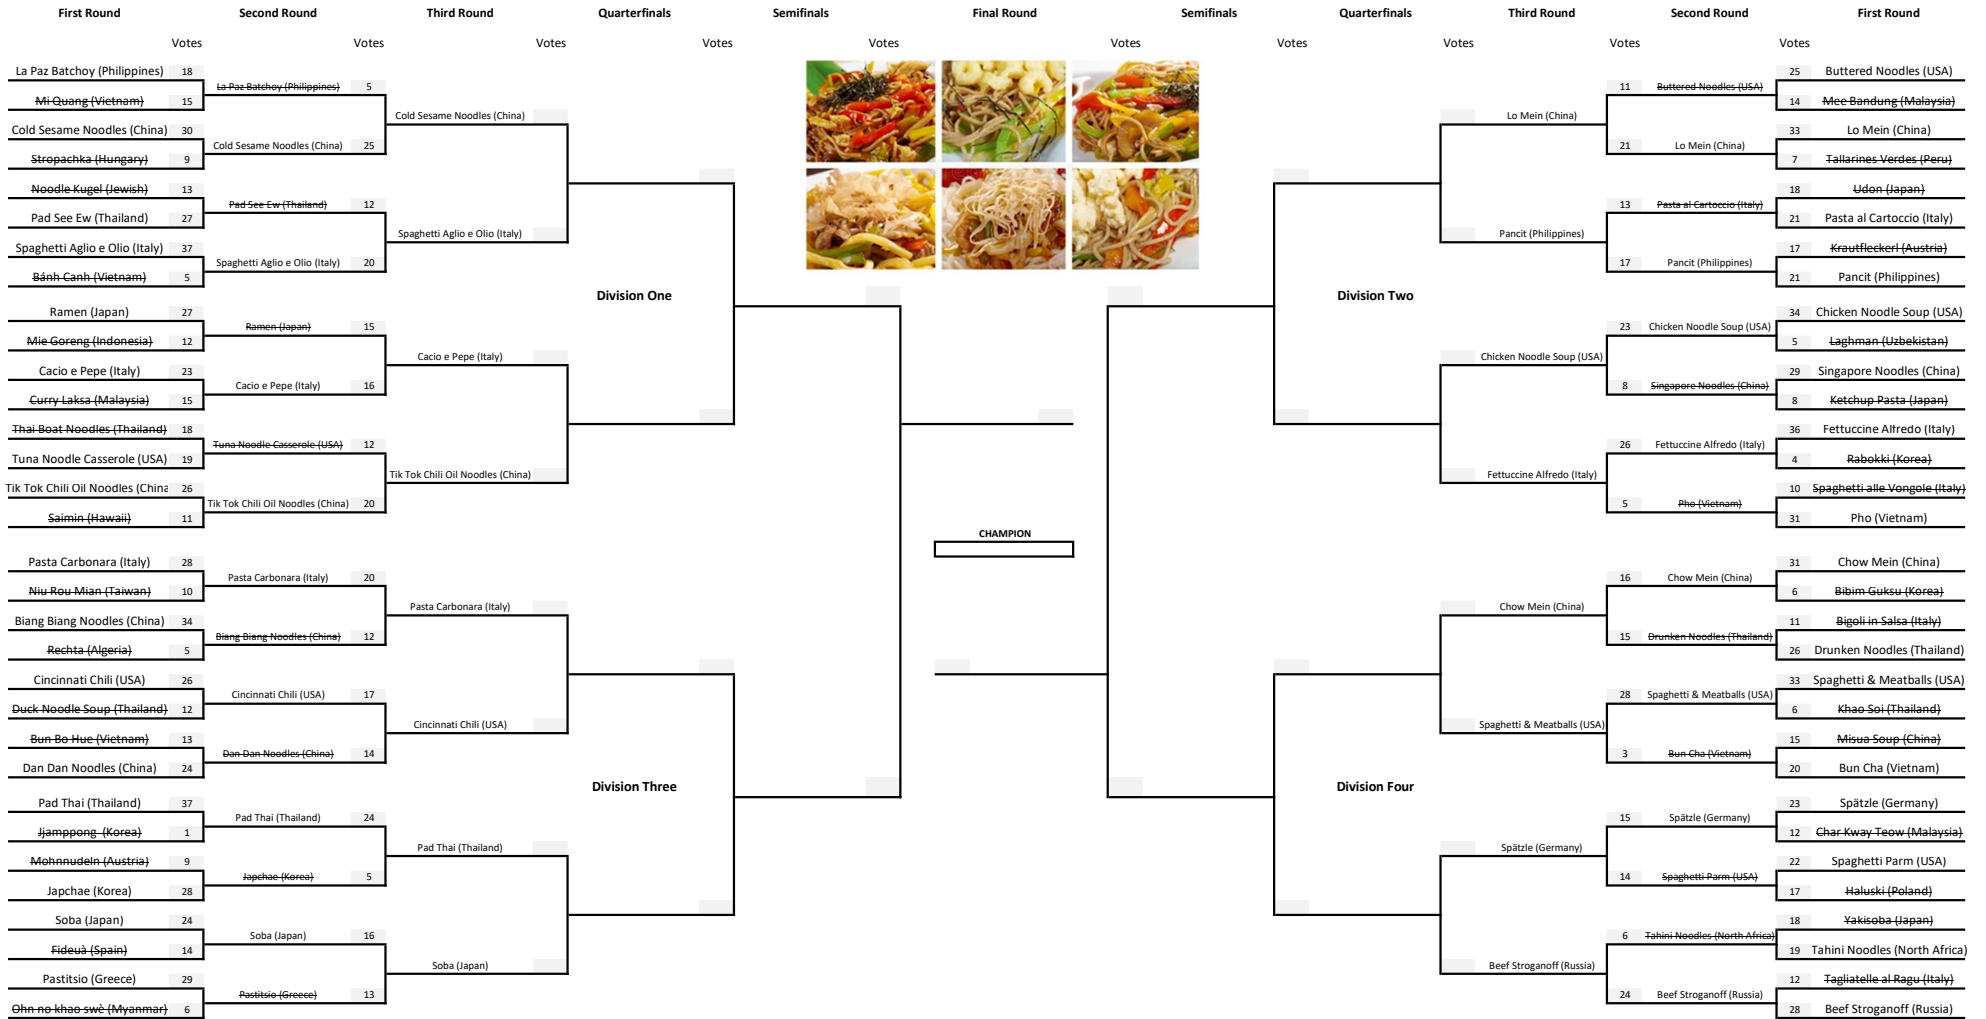 First Round Second Round Third Round Quarterfinals Semifinals Final Round Semifinals Quarterfinals Third Round Second Round First Round
Votes Votes Votes Votes Votes Votes Votes Votes Votes Votes
La Paz Batchoy (Philippines) 18
La Paz Batchoy (Philippines) 5
Mi Quang (Vietnam) 15
Cold Sesame Noodles (China)
Cold Sesame Noodles (China) 30
Cold Sesame Noodles (China) 25
Stropachka (Hungary) 9
Noodle Kugel (Jewish) 13
Pad See Ew (Thailand) 12
Pad See Ew (Thailand) 27
Spaghetti Aglio e Olio (Italy)
Spaghetti Aglio e Olio (Italy) 37
Spaghetti Aglio e Olio (Italy) 20
Bánh Canh (Vietnam) 5
Division One
Ramen (Japan) 27
Ramen (Japan) 15
Mie Goreng (Indonesia) 12
Cacio e Pepe (Italy)
Cacio e Pepe (Italy) 23
Cacio e Pepe (Italy) 16
Curry Laksa (Malaysia) 15
Thai Boat Noodles (Thailand) 18
Tuna Noodle Casserole (USA) 12
Tuna Noodle Casserole (USA) 19
Tik Tok Chili Oil Noodles (China)
Tik Tok Chili Oil Noodles (China 26
Tik Tok Chili Oil Noodles (China) 20
Saimin (Hawaii) 11
Pasta Carbonara (Italy) 28
Pasta Carbonara (Italy) 20
Niu Rou Mian (Taiwan) 10
Pasta Carbonara (Italy)
Biang Biang Noodles (China) 34
Biang Biang Noodles (China) 12
Rechta (Algeria) 5
Cincinnati Chili (USA) 26
Cincinnati Chili (USA) 17
Duck Noodle Soup (Thailand) 12
Cincinnati Chili (USA)
Bun Bo Hue (Vietnam) 13
Dan Dan Noodles (China) 14
Dan Dan Noodles (China) 24
Division Three
Pad Thai (Thailand) 37
Pad Thai (Thailand) 24
Jjamppong (Korea) 1
Pad Thai (Thailand)
Mohnnudeln (Austria) 9
Japchae (Korea) 5
Japchae (Korea) 28
Soba (Japan) 24
Soba (Japan) 16
Fideuà (Spain) 14
Soba (Japan)
Pastitsio (Greece) 29
Pastitsio (Greece) 13
Ohn no khao swè (Myanmar) 6
CHAMPION
25 Buttered Noodles (USA)
11 Buttered Noodles (USA)
14 Mee Bandung (Malaysia)
Lo Mein (China)
33 Lo Mein (China)
21 Lo Mein (China)
7 Tallarines Verdes (Peru)
18 Udon (Japan)
13 Pasta al Cartoccio (Italy)
21 Pasta al Cartoccio (Italy)
Pancit (Philippines)
17 Krautfleckerl (Austria)
17 Pancit (Philippines)
21 Pancit (Philippines)
Division Two
34 Chicken Noodle Soup (USA)
23 Chicken Noodle Soup (USA)
5 Laghman (Uzbekistan)
Chicken Noodle Soup (USA)
29 Singapore Noodles (China)
8 Singapore Noodles (China)
8 Ketchup Pasta (Japan)
36 Fettuccine Alfredo (Italy)
26 Fettuccine Alfredo (Italy)
4 Rabokki (Korea)
Fettuccine Alfredo (Italy)
10 Spaghetti alle Vongole (Italy)
5 Pho (Vietnam)
31 Pho (Vietnam)
31 Chow Mein (China)
16 Chow Mein (China)
6 Bibim Guksu (Korea)
Chow Mein (China)
11 Bigoli in Salsa (Italy)
15 Drunken Noodles (Thailand)
26 Drunken Noodles (Thailand)
33 Spaghetti & Meatballs (USA)
28 Spaghetti & Meatballs (USA)
6 Khao Soi (Thailand)
Spaghetti & Meatballs (USA)
15 Misua Soup (China)
3 Bun Cha (Vietnam)
20 Bun Cha (Vietnam)
Division Four
23 Spätzle (Germany)
15 Spätzle (Germany)
12 Char Kway Teow (Malaysia)
Spätzle (Germany)
22 Spaghetti Parm (USA)
14 Spaghetti Parm (USA)
17 Haluski (Poland)
18 Yakisoba (Japan)
6 Tahini Noodles (North Africa)
19 Tahini Noodles (North Africa)
Beef Stroganoff (Russia)
12 Tagliatelle al Ragu (Italy)
24 Beef Stroganoff (Russia)
28 Beef Stroganoff (Russia)